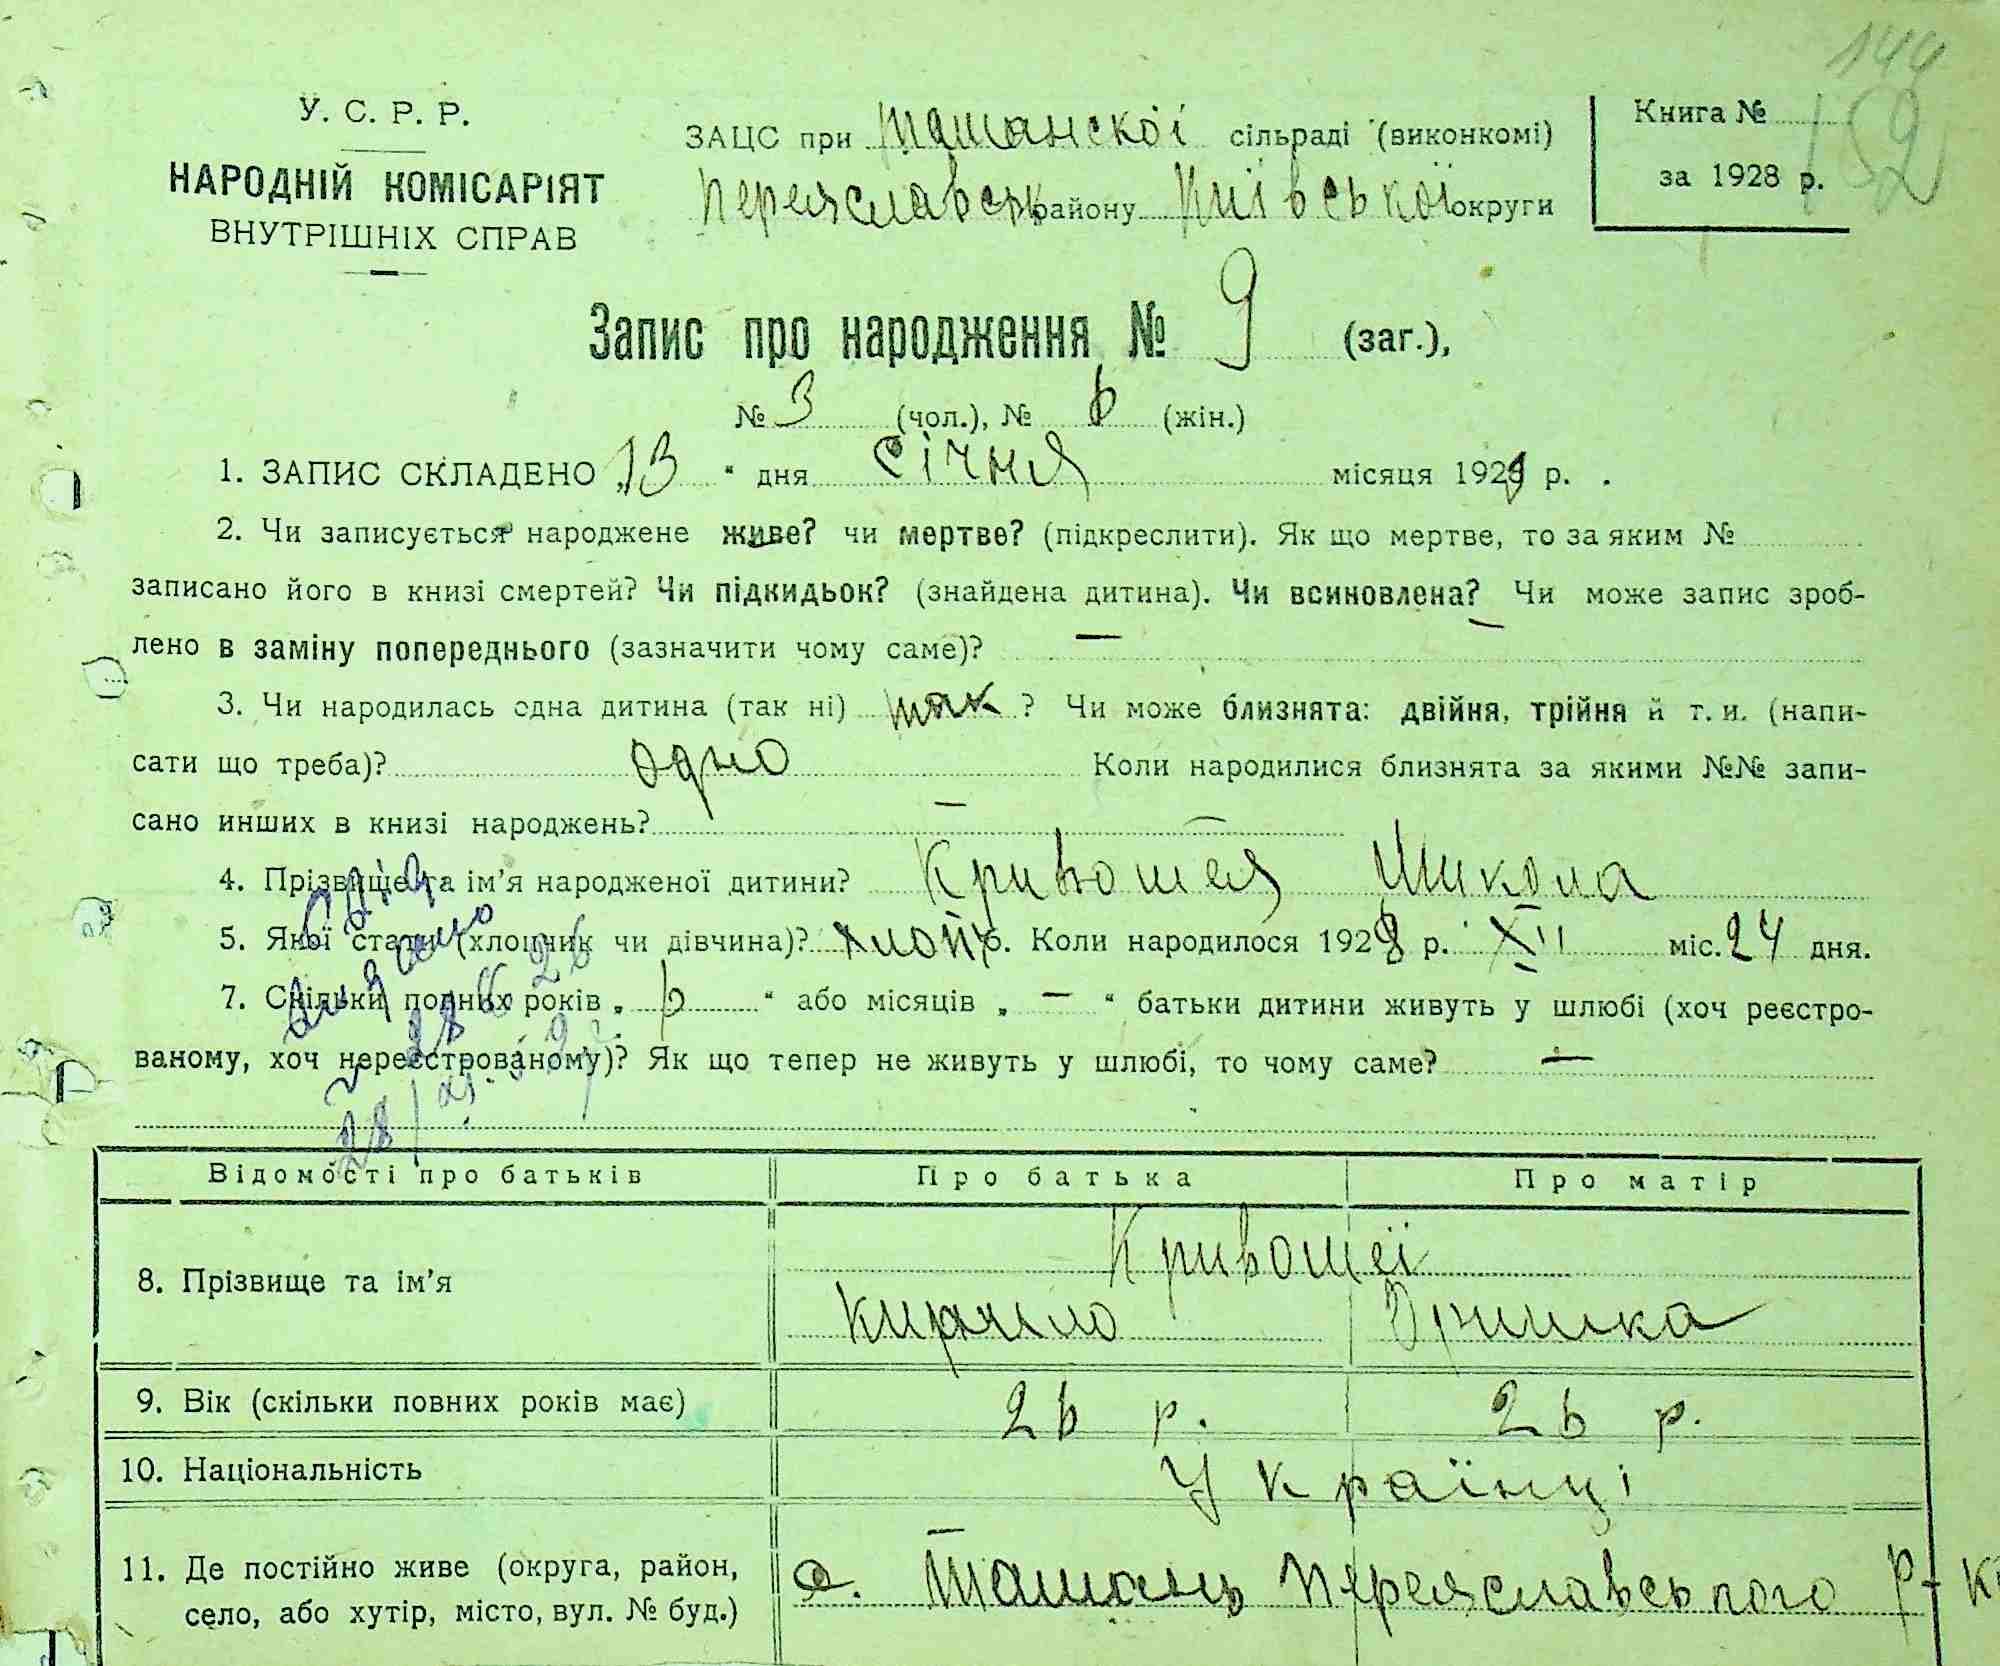 144
152
У. С. Р. Р.
НАРОДНІЙ КОМІСАРІЯТ
ВНУТРІШНІХ СПРАВ
ЗАЦС при Ташанскоі сільраді (виконкомі)
Переяславськ району Київської округи
Книга №
за 1928 р.
Запис про народження № 9 (заг.),
№ 3 (чол.), № 6 (жін.)
1. ЗАПИС СКЛАДЕНО „13“ дня січня місяця 1929 р.
2. Чи записується народжене живе? чи мертве? (підкреслити). Як що мертве, то за яким №
записано його в книзі смертей? Чи підкидьок? (знайдена дитина). Чи всиновлена? — Чи може запис зроб-
лено в заміну попереднього (зазначити чому саме)? —
3. Чи народилась одна дитина (так ні) так? Чи може близнята: двійня, трійня й т. и. (напи-
сати що треба)? одно Коли народилися близнята за якими №№ запи-
сано инших в книзі народжень? —
4. Прізвище та ім'я народженої дитини? Кривошея Микола
5. Якої стати (хлопчик чи дівчина)? хлопч. Коли народилося 1928 р. XII міс. 24 дня.
7. Скільки повних років „6“ або місяців „—“ батьки дитини живуть у шлюбі (хоч реєстро-
ваному, хоч нереєстрованому)? Як що тепер не живуть у шлюбі, то чому саме? —
Відомості про батьків Про батька Про матір
8. Прізвище та ім'я Кривошеї
Кирило Оришка
9. Вік (скільки повних років має) 26 р. 26 р.
10. Національність Українці
11. Де постійно живе (округа, район, с. Ташань Переяславського р-
село, або хутір, місто, вул. № буд.)